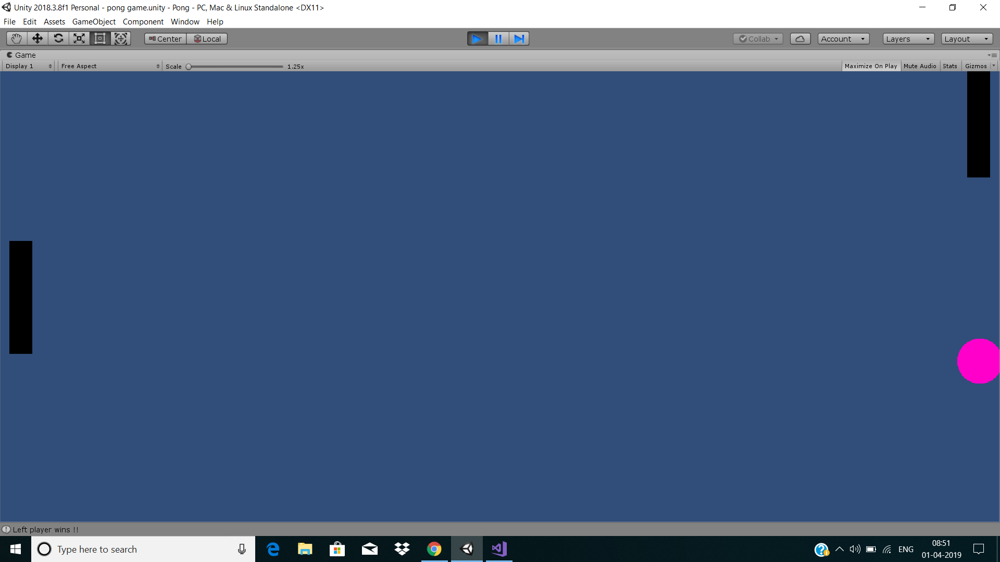 Unity 2018.3.8f1 Personal - pong game.unity - Pong - PC, Mac & Linux Standalone <DX11>
File Edit Assets GameObject Component Window Help
Center Local Collab Account Layers Layout
Game
Display 1 Free Aspect Scale 1.25x Maximize On Play Mute Audio Stats Gizmos
Left player wins !!
Type here to search ENG 08:51
01-04-2019